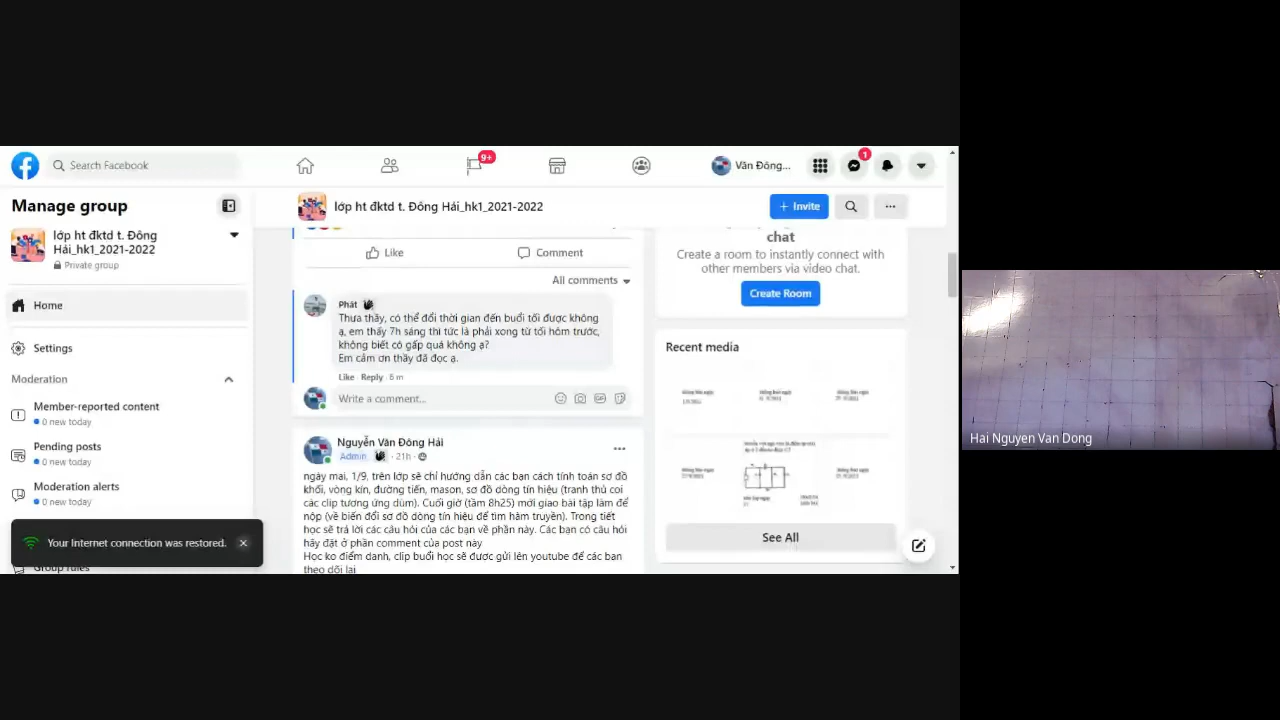 Search Facebook
9+
Văn Đông...
1
Manage group
lớp ht đktd t. Đông Hải_hk1_2021-2022
Invite
lớp ht đktd t. Đông
Hải_hk1_2021-2022
Private group
Home
Settings
Moderation
Member-reported content
0 new today
Pending posts
0 new today
Moderation alerts
0 new today
Your Internet connection was restored.
Group rules
Like
Comment
All comments
Phát
Thưa thầy, có thể đổi thời gian đến buổi tối được không
ạ, em thấy 7h sáng thì tức là phải xong từ tối hôm trước,
không biết có gấp quá không ạ?
Em cảm ơn thầy đã đọc ạ.
Like · Reply · 6 m
Write a comment...
Nguyễn Văn Đông Hải
Admin · 21h
ngày mai, 1/9, trên lớp sẽ chỉ hướng dẫn các bạn cách tính toán sơ đồ
khối, vòng kín, đường tiến, mason, sơ đồ dòng tín hiệu (tranh thủ coi
các clip tương ứng dùm). Cuối giờ (tầm 8h25) mới giao bài tập làm để
nộp (về biến đổi sơ đồ dòng tín hiệu để tìm hàm truyền). Trong tiết
học sẽ trả lời các câu hỏi của các bạn về phần này. Các bạn có câu hỏi
hãy đặt ở phần comment của post này
Học ko điểm danh, clip buổi học sẽ được gửi lên youtube để các bạn
theo dõi lại
chat
Create a room to instantly connect with
other members via video chat.
Create Room
Recent media
See All
Hai Nguyen Van Dong